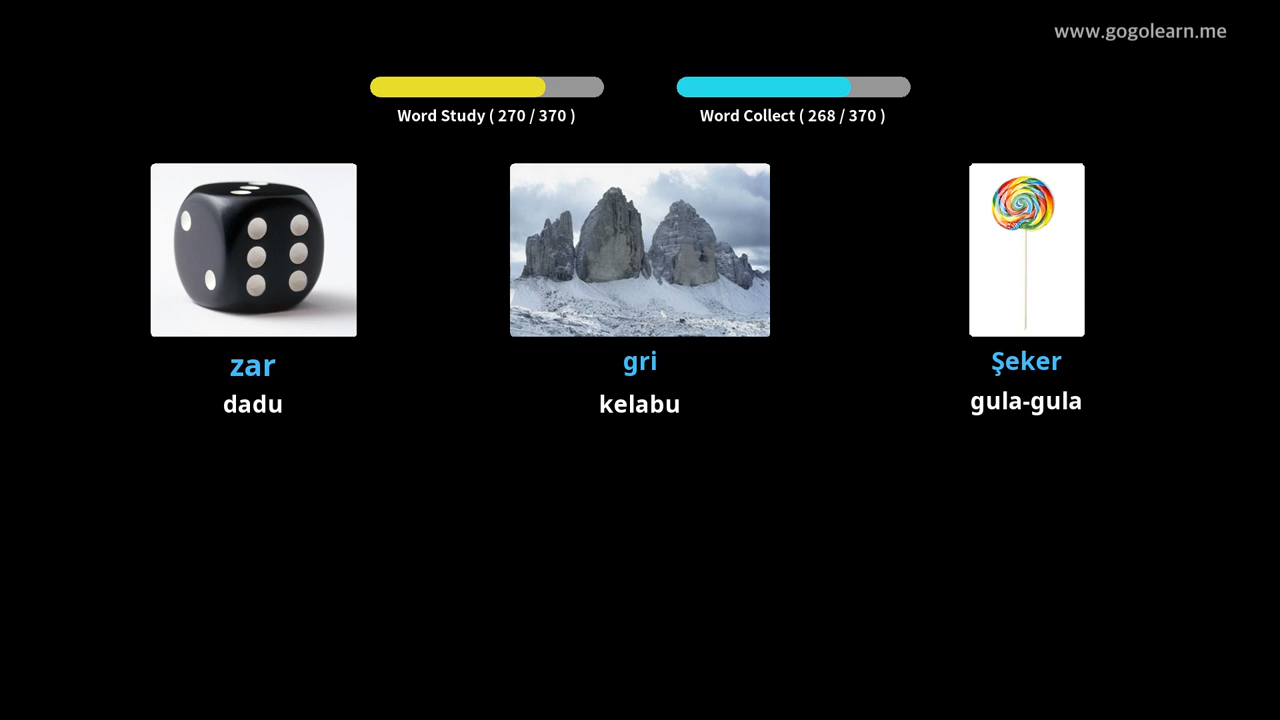 www.gogolearn.me
Word Study ( 270 / 370 )
Word Collect ( 268 / 370 )
zar
dadu
gri
kelabu
Şeker
gula-gula